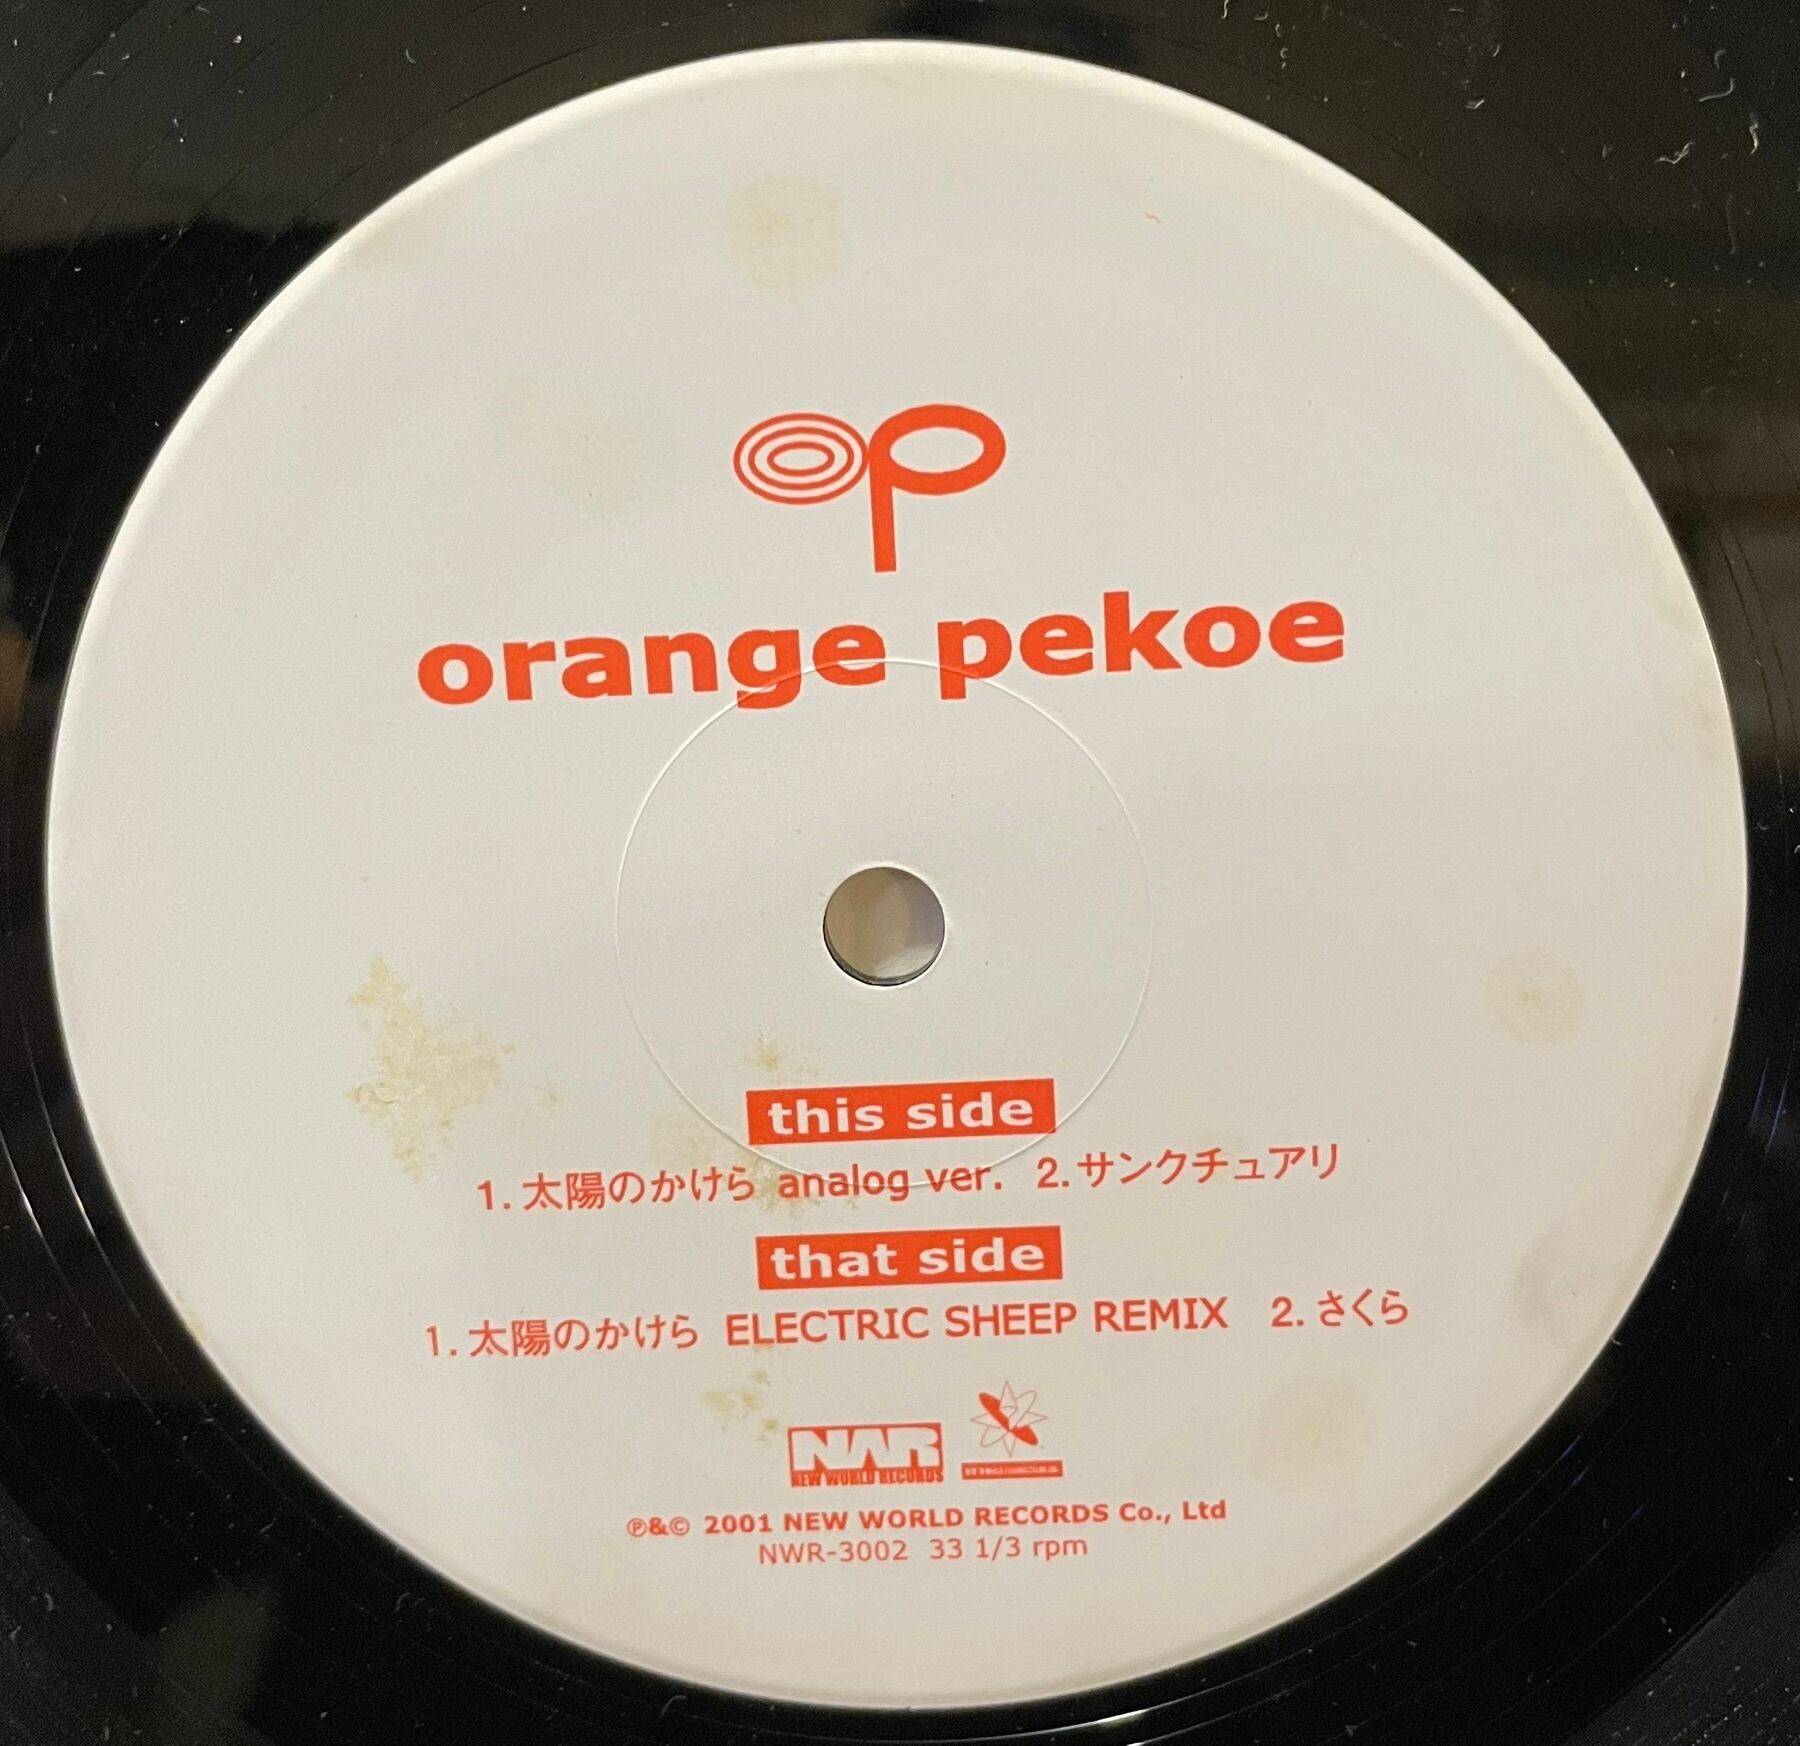 op
orange pekoe
this side
1. 太陽のかけら analog ver. 2. サンクチュアリ
that side
1. 太陽のかけら ELECTRIC SHEEP REMIX 2. さくら
NWR
NEW WORLD RECORDS
℗&© 2001 NEW WORLD RECORDS Co., Ltd
NWR-3002 33 1/3 rpm